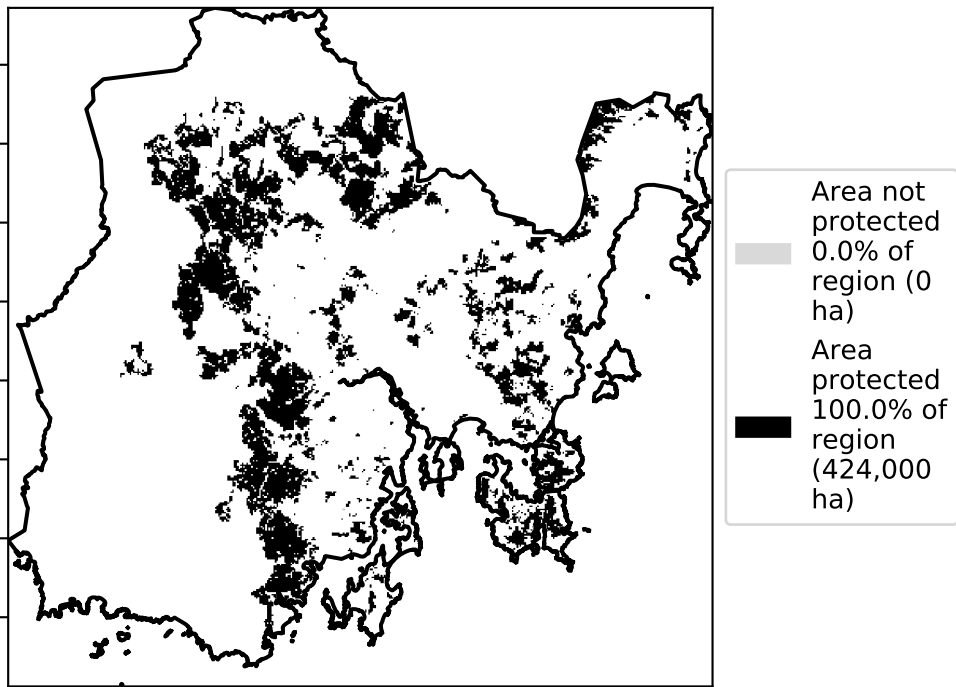 Area not
protected
0.0% of
region (0
ha)
Area
protected
100.0% of
region
(424,000
ha)